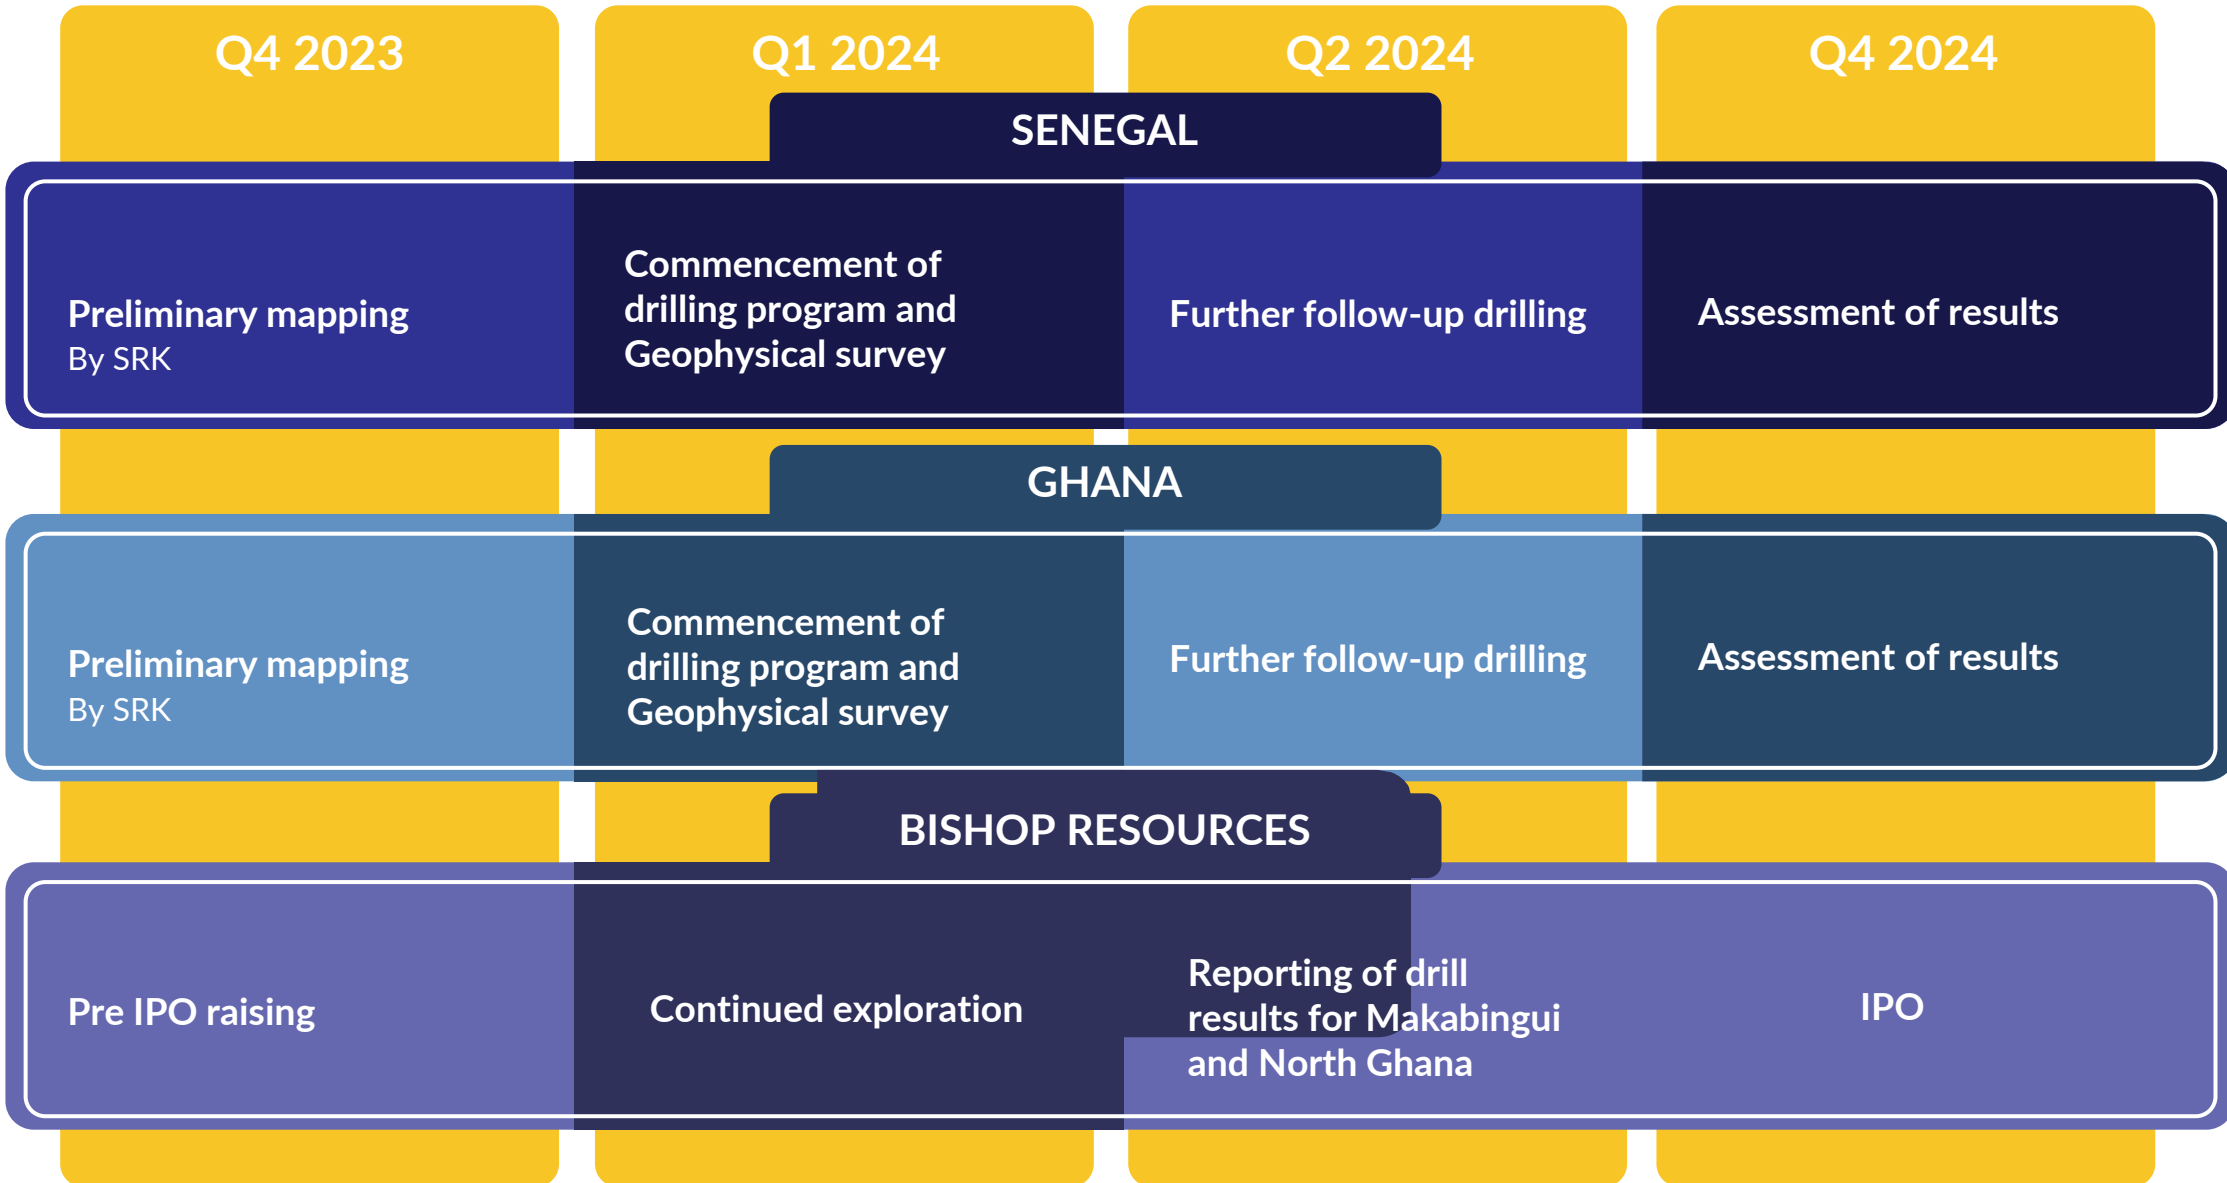 Q4 2023
Q1 2024
Q2 2024
Q4 2024
SENEGAL
Preliminary mapping
By SRK
Commencement of
drilling program and
Geophysical survey
Further follow-up drilling
Assessment of results
GHANA
Preliminary mapping
By SRK
Commencement of
drilling program and
Geophysical survey
Further follow-up drilling
Assessment of results
BISHOP RESOURCES
Pre IPO raising
Continued exploration
Reporting of drill
results for Makabingui
and North Ghana
IPO